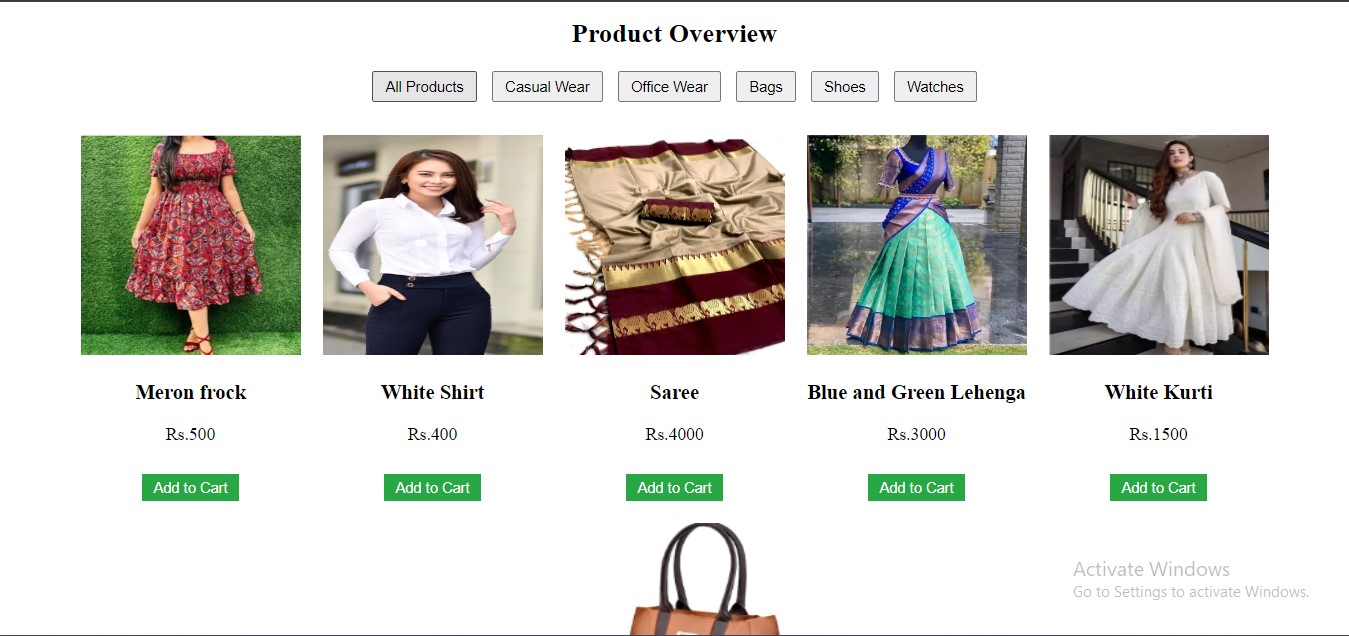 Product Overview
All Products Casual Wear Office Wear Bags Shoes Watches
Meron frock White Shirt Saree Blue and Green Lehenga White Kurti
Rs.500 Rs.400 Rs.4000 Rs.3000 Rs.1500
Add to Cart Add to Cart Add to Cart Add to Cart Add to Cart
Activate Windows
Go to Settings to activate Windows.